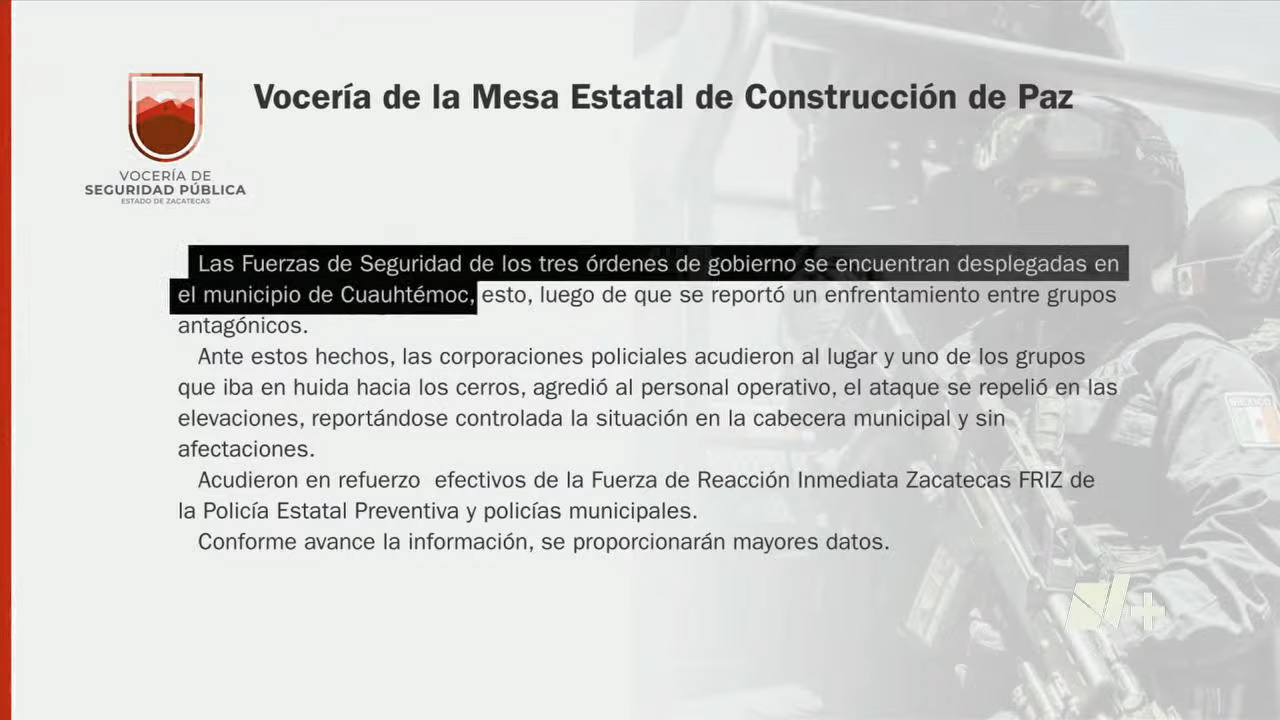 Vocería de la Mesa Estatal de Construcción de Paz
VOCERÍA DE
SEGURIDAD PÚBLICA
ESTADO DE ZACATECAS
Las Fuerzas de Seguridad de los tres órdenes de gobierno se encuentran desplegadas en
el municipio de Cuauhtémoc, esto, luego de que se reportó un enfrentamiento entre grupos
antagónicos.
Ante estos hechos, las corporaciones policiales acudieron al lugar y uno de los grupos
que iba en huida hacia los cerros, agredió al personal operativo, el ataque se repelió en las
elevaciones, reportándose controlada la situación en la cabecera municipal y sin
afectaciones.
Acudieron en refuerzo  efectivos de la Fuerza de Reacción Inmediata Zacatecas FRIZ de
la Policía Estatal Preventiva y policías municipales.
Conforme avance la información, se proporcionarán mayores datos.
MÉXICO
N+